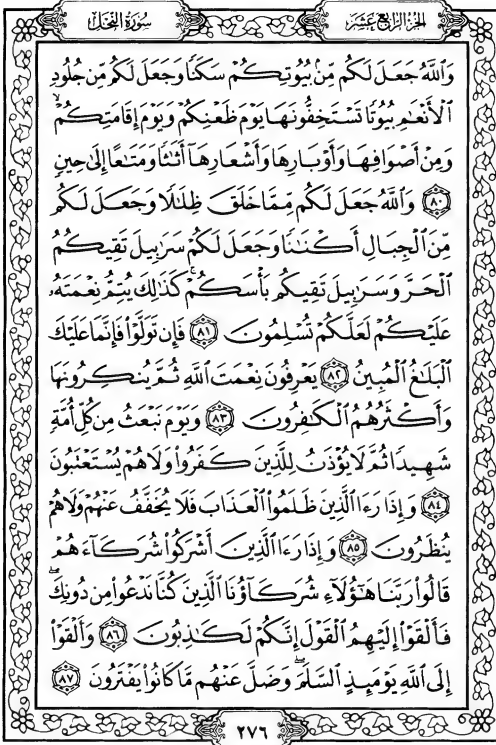 الجزء الرابع عشر
سورة النحل
وَاللَّهُ جَعَلَ لَكُم مِّنۢ بُيُوتِكُمْ سَكَنًا وَجَعَلَ لَكُم مِّن جُلُودِ
ٱلْأَنْعَٰمِ بُيُوتًا تَسْتَخِفُّونَهَا يَوْمَ ظَعْنِكُمْ وَيَوْمَ إِقَامَتِكُمْ ۙ
وَمِنْ أَصْوَافِهَا وَأَوْبَارِهَا وَأَشْعَارِهَآ أَثَٰثًا وَمَتَٰعًا إِلَىٰ حِينٍ
﴿٨٠﴾ وَٱللَّهُ جَعَلَ لَكُم مِّمَّا خَلَقَ ظِلَٰلًا وَجَعَلَ لَكُم
مِّنَ ٱلْجِبَالِ أَكْنَٰنًا وَجَعَلَ لَكُمْ سَرَٰبِيلَ تَقِيكُمُ
ٱلْحَرَّ وَسَرَٰبِيلَ تَقِيكُم بَأْسَكُمْ ۚ كَذَٰلِكَ يُتِمُّ نِعْمَتَهُۥ
عَلَيْكُمْ لَعَلَّكُمْ تُسْلِمُونَ ﴿٨١﴾ فَإِن تَوَلَّوْا۟ فَإِنَّمَا عَلَيْكَ
ٱلْبَلَٰغُ ٱلْمُبِينُ ﴿٨٢﴾ يَعْرِفُونَ نِعْمَتَ ٱللَّهِ ثُمَّ يُنكِرُونَهَا
وَأَكْثَرُهُمُ ٱلْكَٰفِرُونَ ﴿٨٣﴾ وَيَوْمَ نَبْعَثُ مِن كُلِّ أُمَّةٍ
شَهِيدًا ثُمَّ لَا يُؤْذَنُ لِلَّذِينَ كَفَرُوا۟ وَلَا هُمْ يُسْتَعْتَبُونَ
﴿٨٤﴾ وَإِذَا رَءَا ٱلَّذِينَ ظَلَمُوا۟ ٱلْعَذَابَ فَلَا يُخَفَّفُ عَنْهُمْ وَلَا هُمْ
يُنظَرُونَ ﴿٨٥﴾ وَإِذَا رَءَا ٱلَّذِينَ أَشْرَكُوا۟ شُرَكَآءَهُمْ
قَالُوا۟ رَبَّنَا هَٰٓؤُلَآءِ شُرَكَآؤُنَا ٱلَّذِينَ كُنَّا نَدْعُوا۟ مِن دُونِكَ ۖ
فَأَلْقَوْا۟ إِلَيْهِمُ ٱلْقَوْلَ إِنَّكُمْ لَكَٰذِبُونَ ﴿٨٦﴾ وَأَلْقَوْا۟
إِلَى ٱللَّهِ يَوْمَئِذٍ ٱلسَّلَمَ ۖ وَضَلَّ عَنْهُم مَّا كَانُوا۟ يَفْتَرُونَ ﴿٨٧﴾
٢٧٦